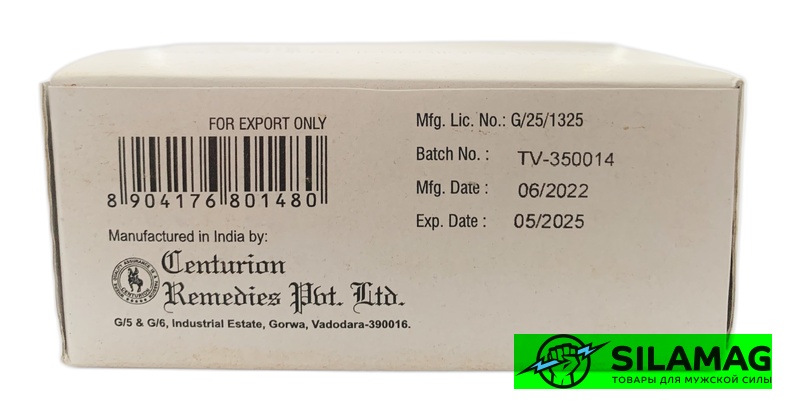 FOR EXPORT ONLY
8 904176 801480
Manufactured in India by:
Centurion
Remedies Pvt. Ltd.
G/5 & G/6, Industrial Estate, Gorwa, Vadodara-390016.
Mfg. Lic. No.: G/25/1325
Batch No. : TV-350014
Mfg. Date : 06/2022
Exp. Date : 05/2025
SILAMAG
ТОВАРЫ ДЛЯ МУЖСКОЙ СИЛЫ